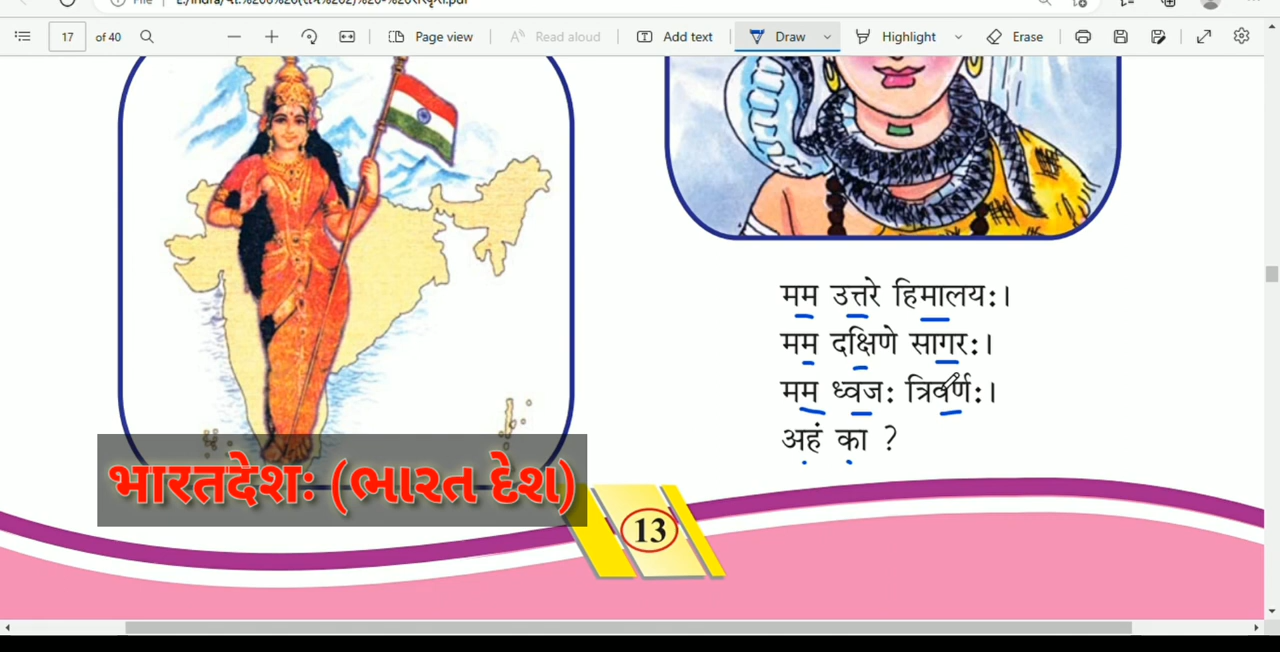 17 of 40
Page view
Read aloud
Add text
Draw
Highlight
Erase
मम उत्तरे हिमालयः।
मम दक्षिणे सागरः।
मम ध्वजः त्रिवर्णः।
अहं का ?
भारतदेशः (ભારત દેશ)
13